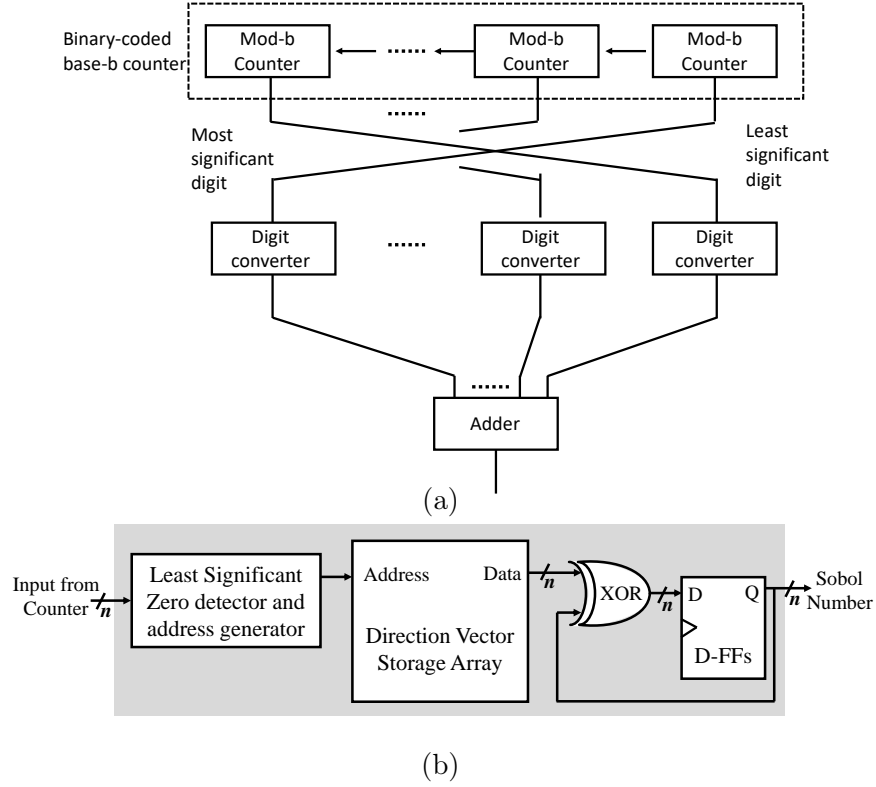 Binary-coded
base-b counter
Mod-b
Counter
......
Mod-b
Counter
Mod-b
Counter
......
Most
significant
digit
Least
significant
digit
Digit
converter
......
Digit
converter
Digit
converter
......
Adder
(a)
Input from
Counter
n
Least Significant
Zero detector and
address generator
Address
Data
Direction Vector
Storage Array
n
XOR
n
D
Q
D-FFs
n
Sobol
Number
(b)